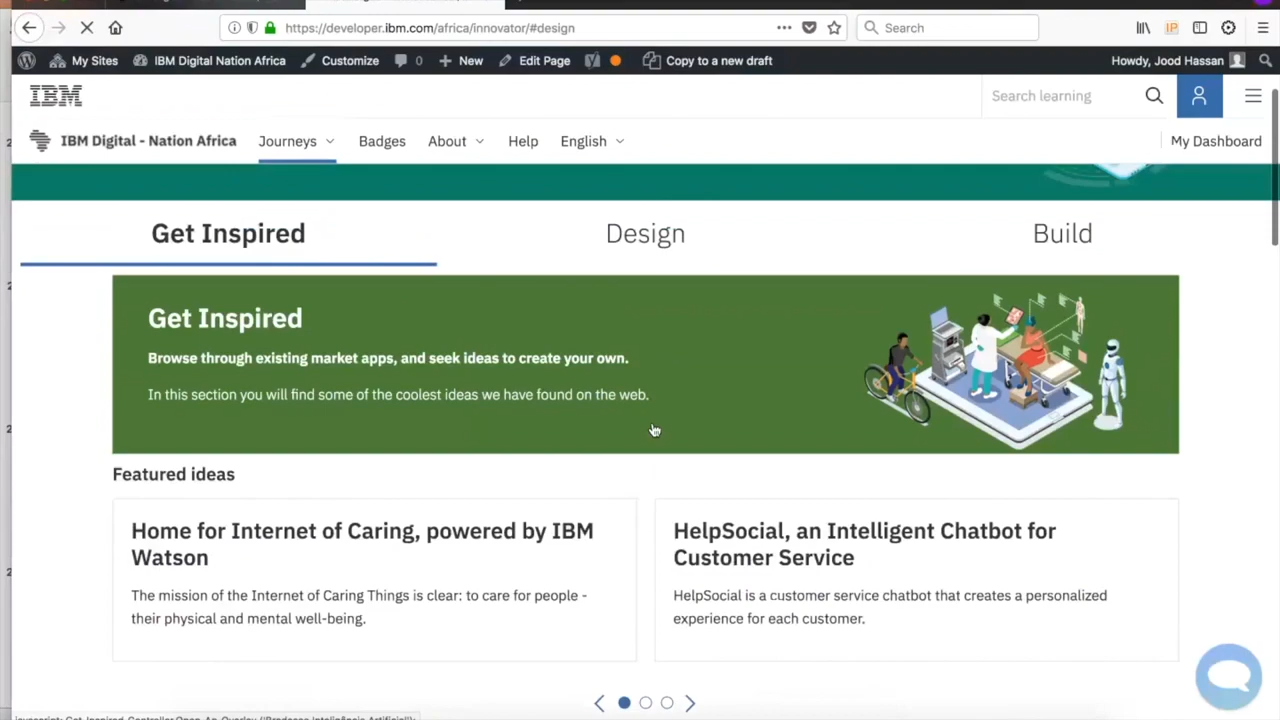 https://developer.ibm.com/africa/innovator/#design
Search
My Sites
IBM Digital Nation Africa
Customize
0
New
Edit Page
Copy to a new draft
Howdy, Jood Hassan
IBM
Search learning
IBM Digital - Nation Africa
Journeys
Badges
About
Help
English
My Dashboard
Get Inspired
Design
Build
Get Inspired
Browse through existing market apps, and seek ideas to create your own.
In this section you will find some of the coolest ideas we have found on the web.
Featured ideas
Home for Internet of Caring, powered by IBM
Watson
The mission of the Internet of Caring Things is clear: to care for people -
their physical and mental well-being.
HelpSocial, an Intelligent Chatbot for
Customer Service
HelpSocial is a customer service chatbot that creates a personalized
experience for each customer.